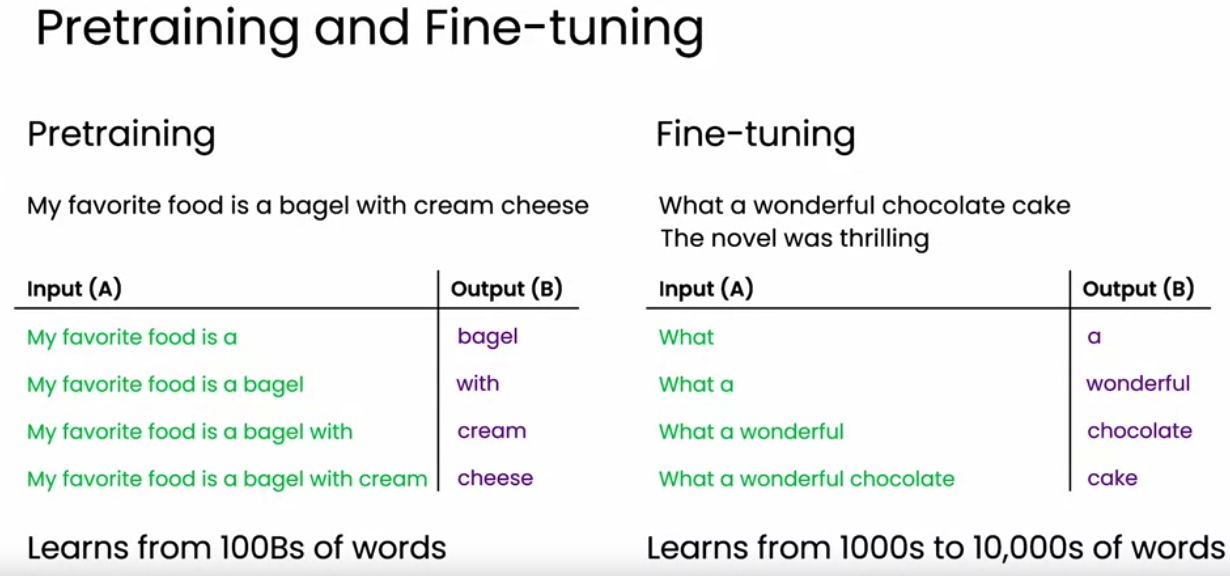 Pretraining and Fine-tuning
Pretraining
My favorite food is a bagel with cream cheese
Input (A) Output (B)
My favorite food is a bagel
My favorite food is a bagel with
My favorite food is a bagel with cream
My favorite food is a bagel with cream cheese
Learns from 100Bs of words
Fine-tuning
What a wonderful chocolate cake
The novel was thrilling
Input (A) Output (B)
What a
What a wonderful
What a wonderful chocolate
What a wonderful chocolate cake
Learns from 1000s to 10,000s of words